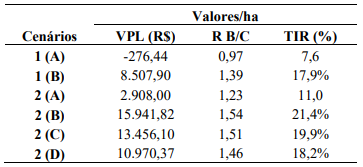 Valores/ha
Cenários VPL (R$) R B/C TIR (%)
1 (A) -276,44 0,97 7,6
1 (B) 8.507,90 1,39 17,9%
2 (A) 2.908,00 1,23 11,0
2 (B) 15.941,82 1,54 21,4%
2 (C) 13.456,10 1,51 19,9%
2 (D) 10.970,37 1,46 18,2%